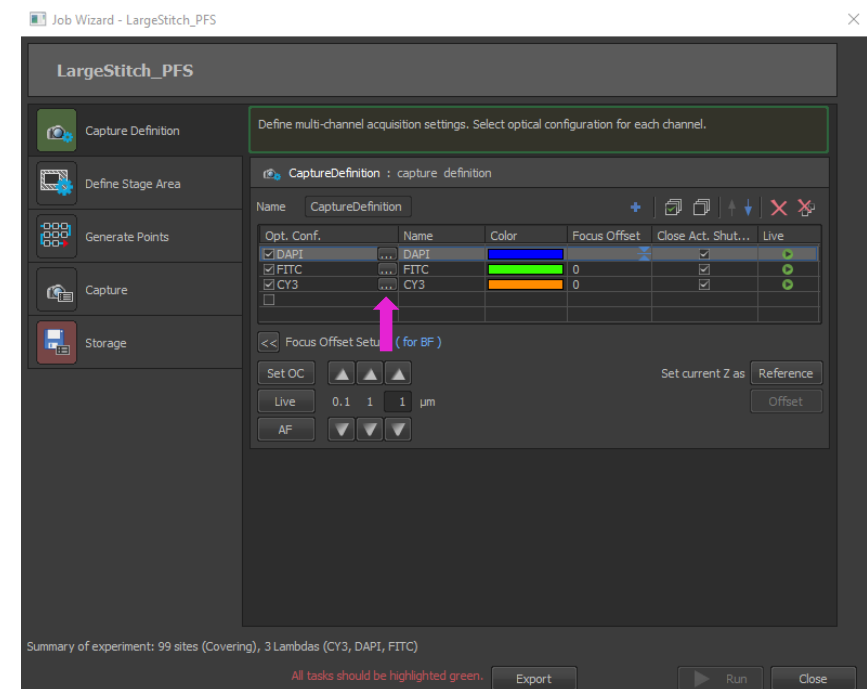 Job Wizard - LargeStitch_PFS
LargeStitch_PFS
Capture Definition
Define Stage Area
Generate Points
Capture
Storage
Define multi-channel acquisition settings. Select optical configuration for each channel.
CaptureDefinition : capture definition
Name CaptureDefinition
Opt. Conf. Name Color Focus Offset Close Act. Shut... Live
DAPI ... DAPI
FITC ... FITC 0
CY3 ... CY3 0
<< Focus Offset Setu ( for BF )
Set OC Set current Z as Reference
Live 0.1 1 1 µm Offset
AF
Summary of experiment: 99 sites (Covering), 3 Lambdas (CY3, DAPI, FITC)
All tasks should be highlighted green. Export Run Close